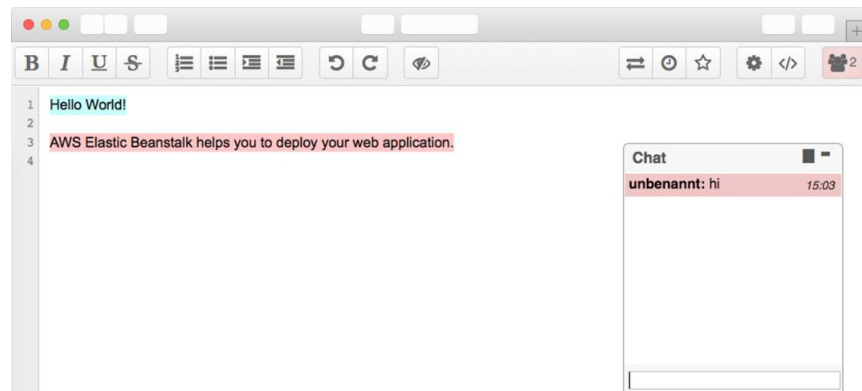 B I U S 2
1 Hello World!
2
3 AWS Elastic Beanstalk helps you to deploy your web application.
4
Chat
unbenannt: hi 15:03